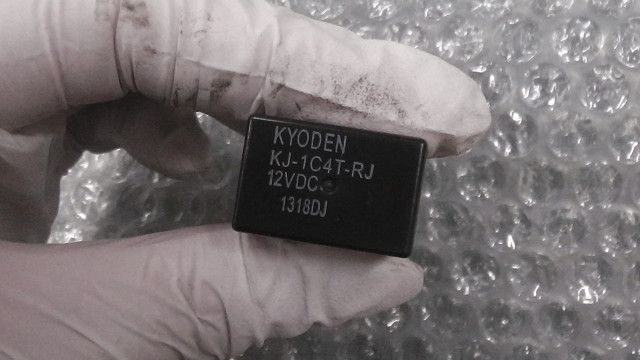 KYODEN
KJ-1C4T-RJ
12VDC
1318DJ